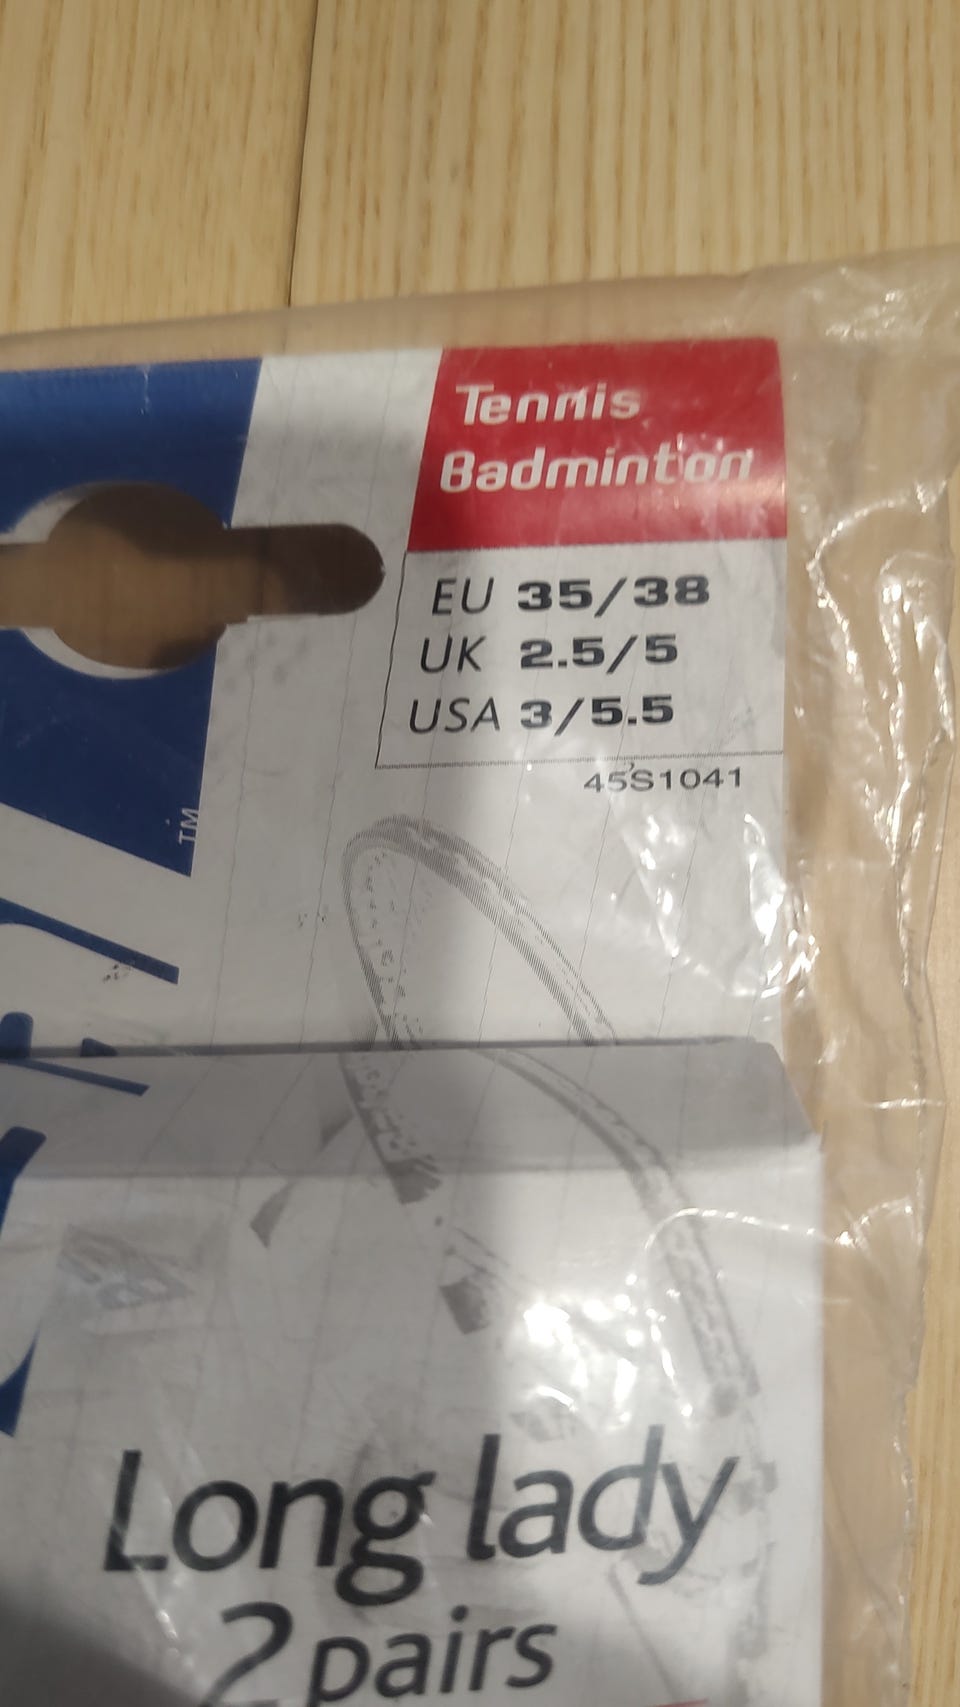 Tennis
Badminton
EU 35/38
UK 2.5/5
USA 3/5.5
45S1041
TM
Long lady
2 pairs